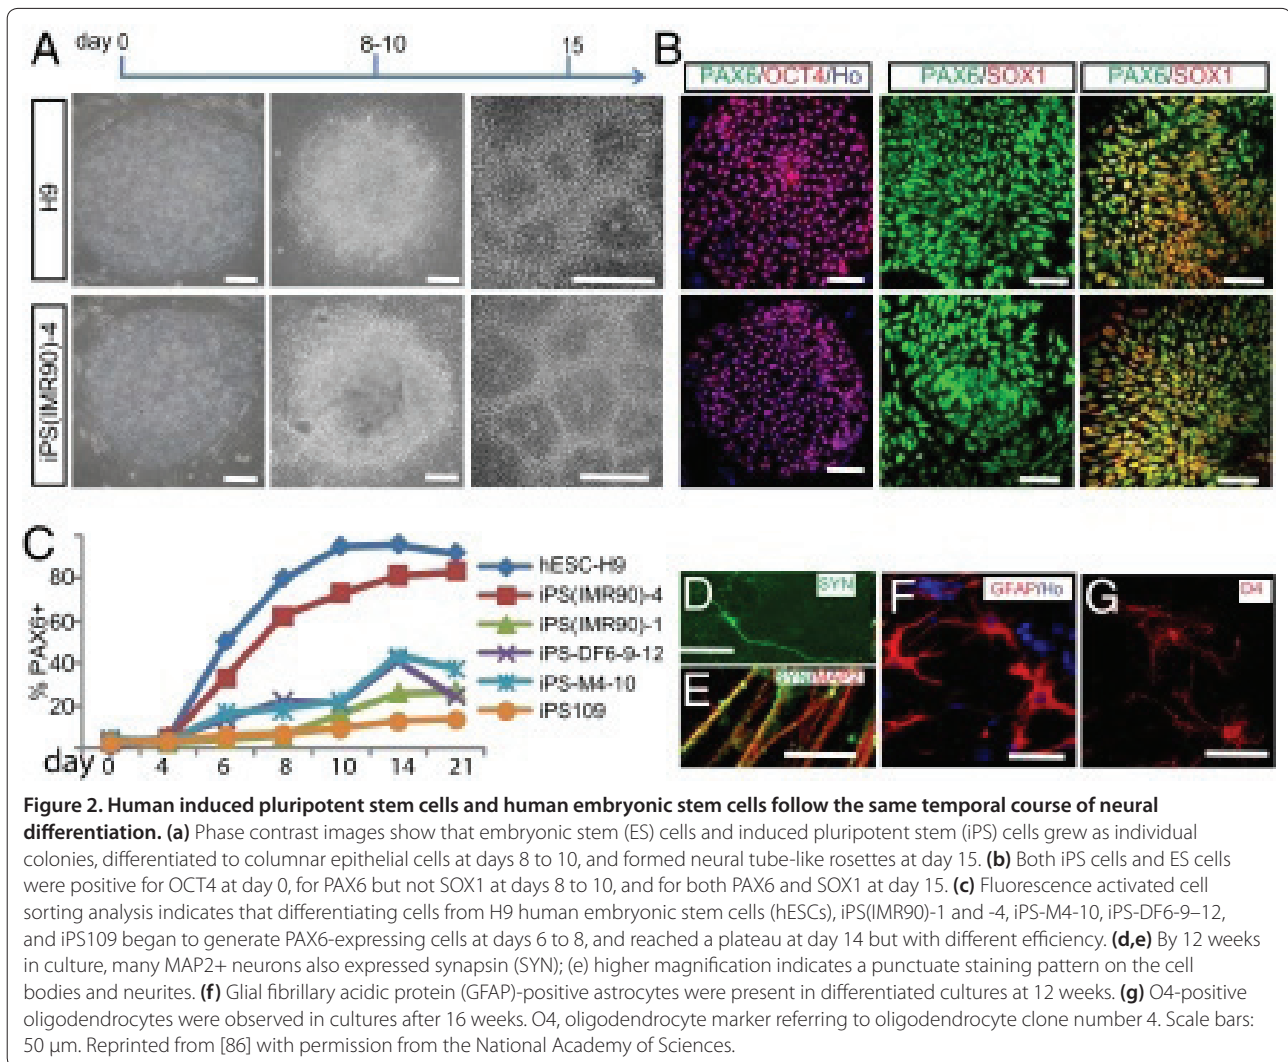 A
day 0
8-10
15
B
PAX6/OCT4/Ho
PAX6/SOX1
PAX6/SOX1
H9
iPS(IMR90)-4
C
% PAX6+
80
60
40
20
day 0 4 6 8 10 14 21
hESC-H9
iPS(IMR90)-4
iPS(IMR90)-1
iPS-DF6-9-12
iPS-M4-10
iPS109
D
SYN
E
SYN/MAP2
F
GFAP/Ho
G
O4
Figure 2. Human induced pluripotent stem cells and human embryonic stem cells follow the same temporal course of neural
differentiation. (a) Phase contrast images show that embryonic stem (ES) cells and induced pluripotent stem (iPS) cells grew as individual
colonies, differentiated to columnar epithelial cells at days 8 to 10, and formed neural tube-like rosettes at day 15. (b) Both iPS cells and ES cells
were positive for OCT4 at day 0, for PAX6 but not SOX1 at days 8 to 10, and for both PAX6 and SOX1 at day 15. (c) Fluorescence activated cell
sorting analysis indicates that differentiating cells from H9 human embryonic stem cells (hESCs), iPS(IMR90)-1 and -4, iPS-M4-10, iPS-DF6-9–12,
and iPS109 began to generate PAX6-expressing cells at days 6 to 8, and reached a plateau at day 14 but with different efficiency. (d,e) By 12 weeks
in culture, many MAP2+ neurons also expressed synapsin (SYN); (e) higher magnification indicates a punctuate staining pattern on the cell
bodies and neurites. (f) Glial fibrillary acidic protein (GFAP)-positive astrocytes were present in differentiated cultures at 12 weeks. (g) O4-positive
oligodendrocytes were observed in cultures after 16 weeks. O4, oligodendrocyte marker referring to oligodendrocyte clone number 4. Scale bars:
50 μm. Reprinted from [86] with permission from the National Academy of Sciences.